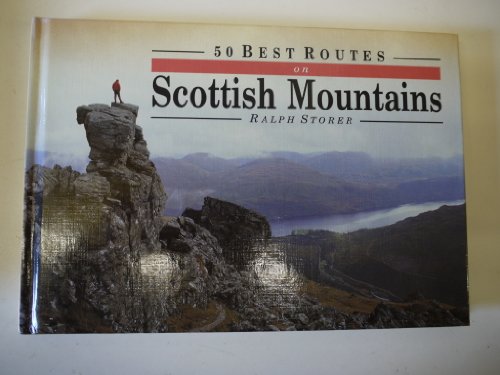 50 BEST ROUTES
on
Scottish Mountains
RALPH STORER